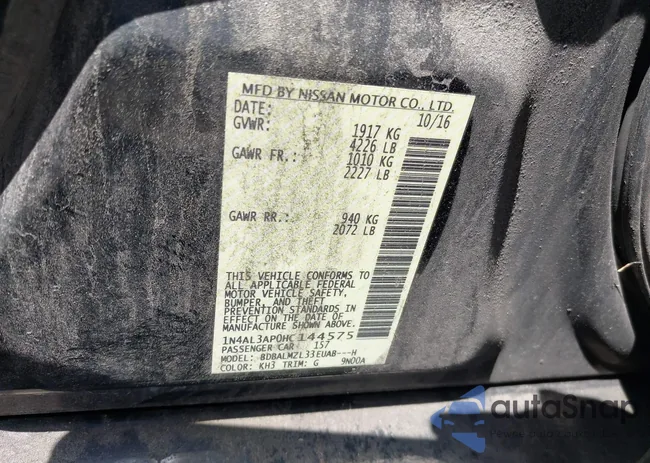 MFD BY NISSAN MOTOR CO., LTD.
DATE: 10/16
GVWR: 1917 KG
4226 LB
GAWR FR.: 1010 KG
2227 LB
GAWR RR.: 940 KG
2072 LB
THIS VEHICLE CONFORMS TO
ALL APPLICABLE FEDERAL
MOTOR VEHICLE SAFETY,
BUMPER, AND THEFT
PREVENTION STANDARDS IN
EFFECT ON THE DATE OF
MANUFACTURE SHOWN ABOVE.
1N4AL3AP0HC144575
PASSENGER CAR 157
MODEL: BDBALMZL33EUAB---H
COLOR: KH3 TRIM: G 9N00A
autoSnap